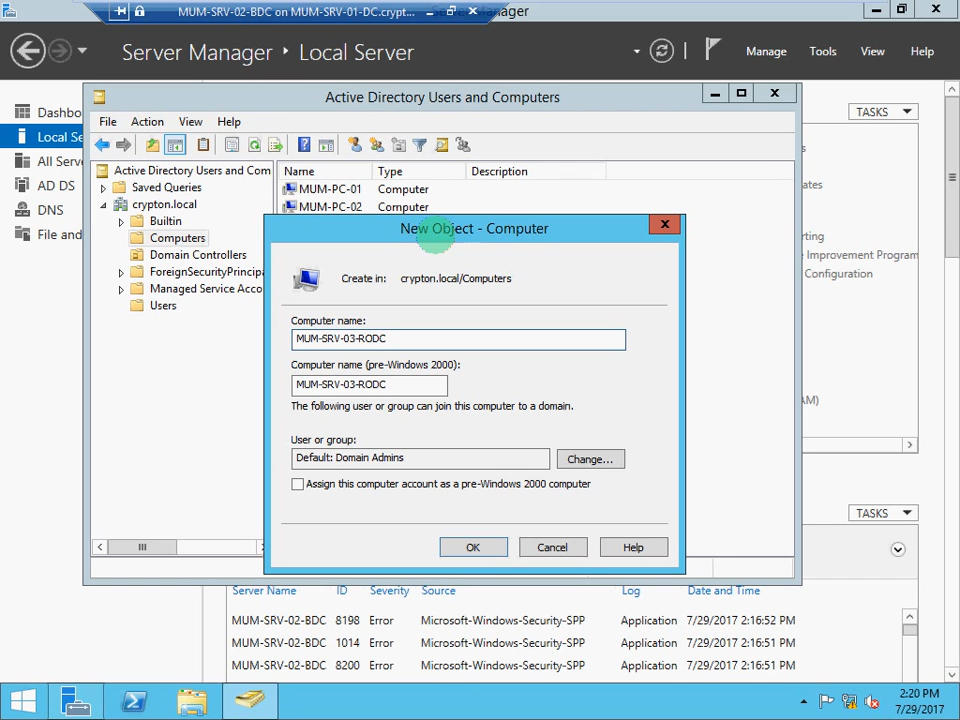 MUM-SRV-02-BDC on MUM-SRV-01-DC.crypt...
Manager
Server Manager ‣ Local Server
Manage Tools View Help
Dashbo
Local Se
All Serve
AD DS
DNS
File and
TASKS
Active Directory Users and Computers
File Action View Help
Active Directory Users and Com
Saved Queries
crypton.local
Builtin
Computers
Domain Controllers
ForeignSecurityPrincipa
Managed Service Acco
Users
Name Type Description
MUM-PC-01 Computer
MUM-PC-02 Computer
New Object - Computer
Create in: crypton.local/Computers
Computer name:
MUM-SRV-03-RODC
Computer name (pre-Windows 2000):
MUM-SRV-03-RODC
The following user or group can join this computer to a domain.
User or group:
Default: Domain Admins
Change...
Assign this computer account as a pre-Windows 2000 computer
OK Cancel Help
s
ates
rting
e Improvement Program
Configuration
AM)
TASKS
Server Name ID Severity Source Log Date and Time
MUM-SRV-02-BDC 8198 Error Microsoft-Windows-Security-SPP Application 7/29/2017 2:16:52 PM
MUM-SRV-02-BDC 1014 Error Microsoft-Windows-Security-SPP Application 7/29/2017 2:16:51 PM
MUM-SRV-02-BDC 8200 Error Microsoft-Windows-Security-SPP Application 7/29/2017 2:16:51 PM
2:20 PM
7/29/2017